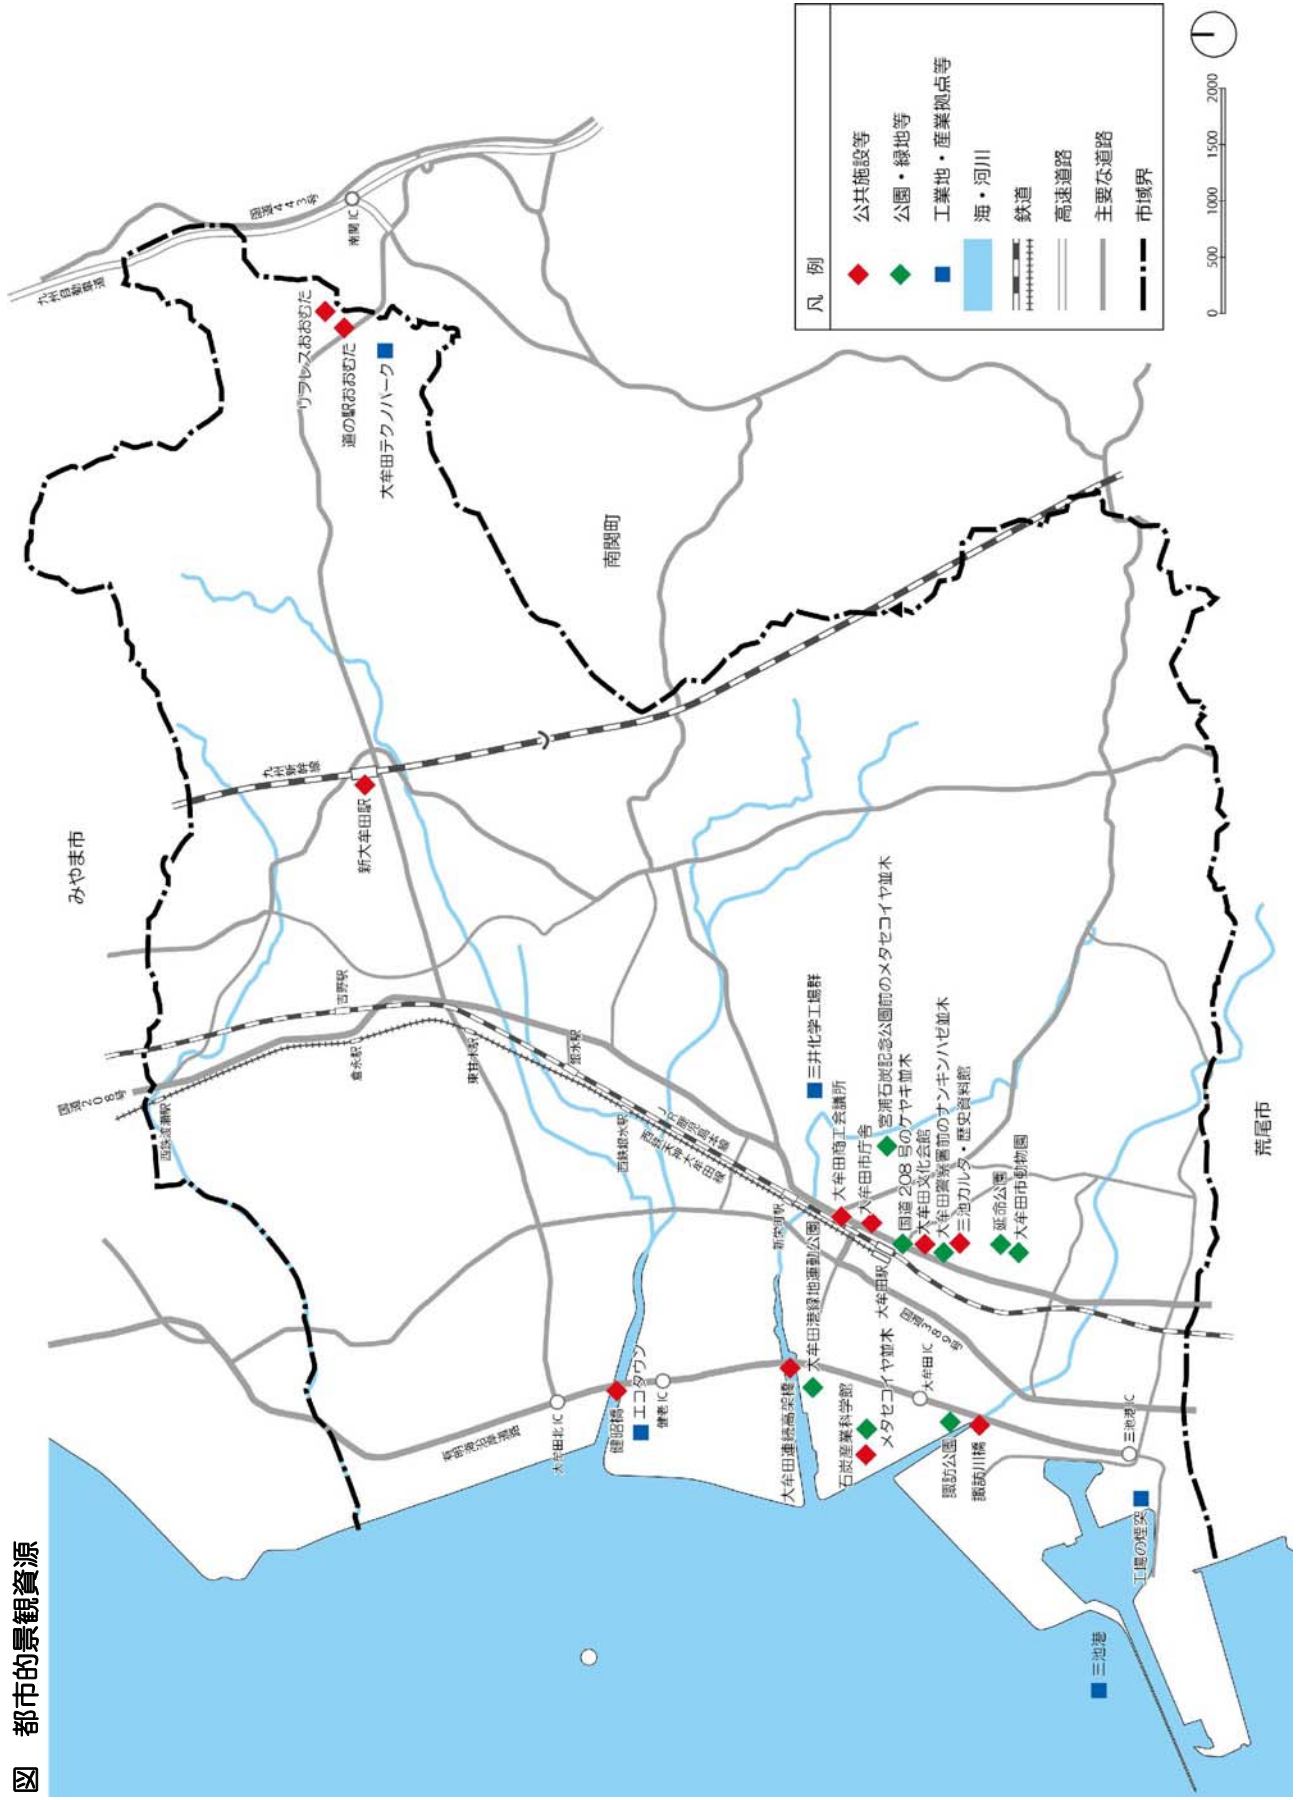 図　都市的景観資源
みやま市
九州自動車道
国道443号
南関IC
リフレスおおむた
道の駅おおむた
大牟田テクノパーク
南関町
九州新幹線
新大牟田駅
国道208号
西鉄渡瀬駅
吉野駅
倉永駅
東甘木駅
銀水駅
西鉄銀水駅
JR鹿児島本線
西鉄天神大牟田線
新栄町駅
有明海沿岸道路
大牟田北IC
健昭橋
エコタウン
健老IC
大牟田連続高架橋
大牟田港緑地運動公園
三井化学工場群
大牟田商工会議所
大牟田市庁舎
宮浦石炭記念公園前のメタセコイヤ並木
国道208号のケヤキ並木
大牟田文化会館
大牟田警察署前のナンキンハゼ並木
三池カルタ・歴史資料館
延命公園
大牟田市動物園
大牟田駅
国道389号
石炭産業科学館
メタセコイヤ並木
大牟田IC
諏訪公園
諏訪川橋
三池港IC
工場の煙突
三池港
荒尾市
凡　例
公共施設等
公園・緑地等
工業地・産業拠点等
海・河川
鉄道
高速道路
主要な道路
市域界
0 500 1000 1500 2000